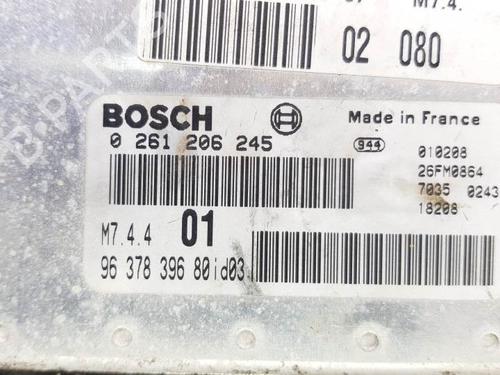 M7.4.
02 080
BOSCH
Made in France
0 261 206 245
944
010208
26FM0864
7035 0243
18208
M7.4.4 01
96 378 396 80id03